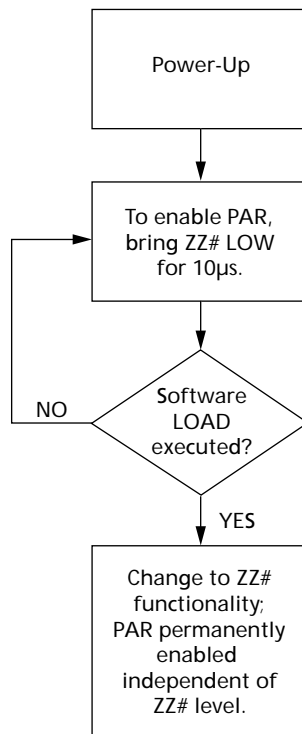 Power-Up
To enable PAR,
bring ZZ# LOW
for 10µs.
Software
LOAD
executed?
NO
YES
Change to ZZ#
functionality;
PAR permanently
enabled
independent of
ZZ# level.